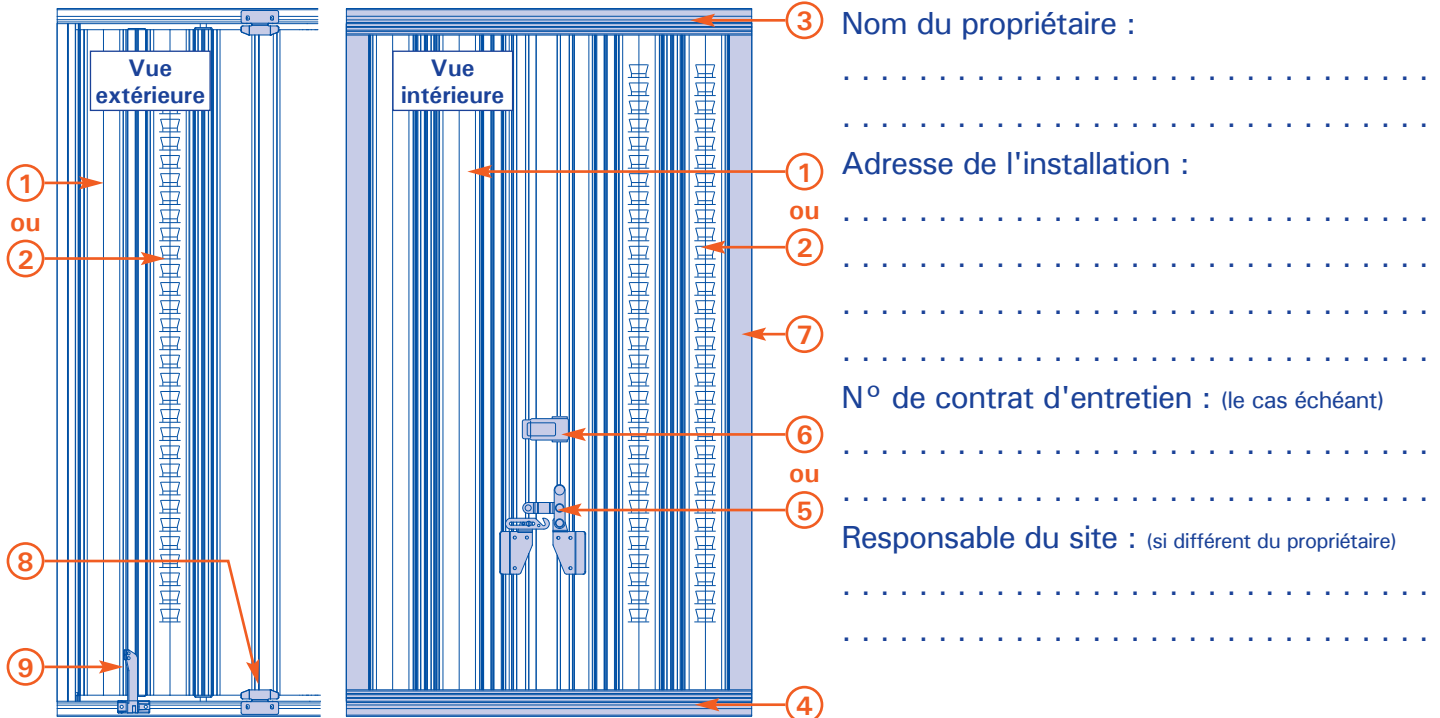 Vue
extérieure
1
ou
2
8
9
Vue
intérieure
3
1
ou
2
7
6
ou
5
4
Nom du propriétaire :
. . . . . . . . . . . . . . . . . . . . . . . . . . . . . . .
. . . . . . . . . . . . . . . . . . . . . . . . . . . . . . .
Adresse de l'installation :
. . . . . . . . . . . . . . . . . . . . . . . . . . . . . . .
. . . . . . . . . . . . . . . . . . . . . . . . . . . . . . .
. . . . . . . . . . . . . . . . . . . . . . . . . . . . . . .
. . . . . . . . . . . . . . . . . . . . . . . . . . . . . . .
N° de contrat d'entretien : (le cas échéant)
. . . . . . . . . . . . . . . . . . . . . . . . . . . . . . .
. . . . . . . . . . . . . . . . . . . . . . . . . . . . . . .
Responsable du site : (si différent du propriétaire)
. . . . . . . . . . . . . . . . . . . . . . . . . . . . . . .
. . . . . . . . . . . . . . . . . . . . . . . . . . . . . . .